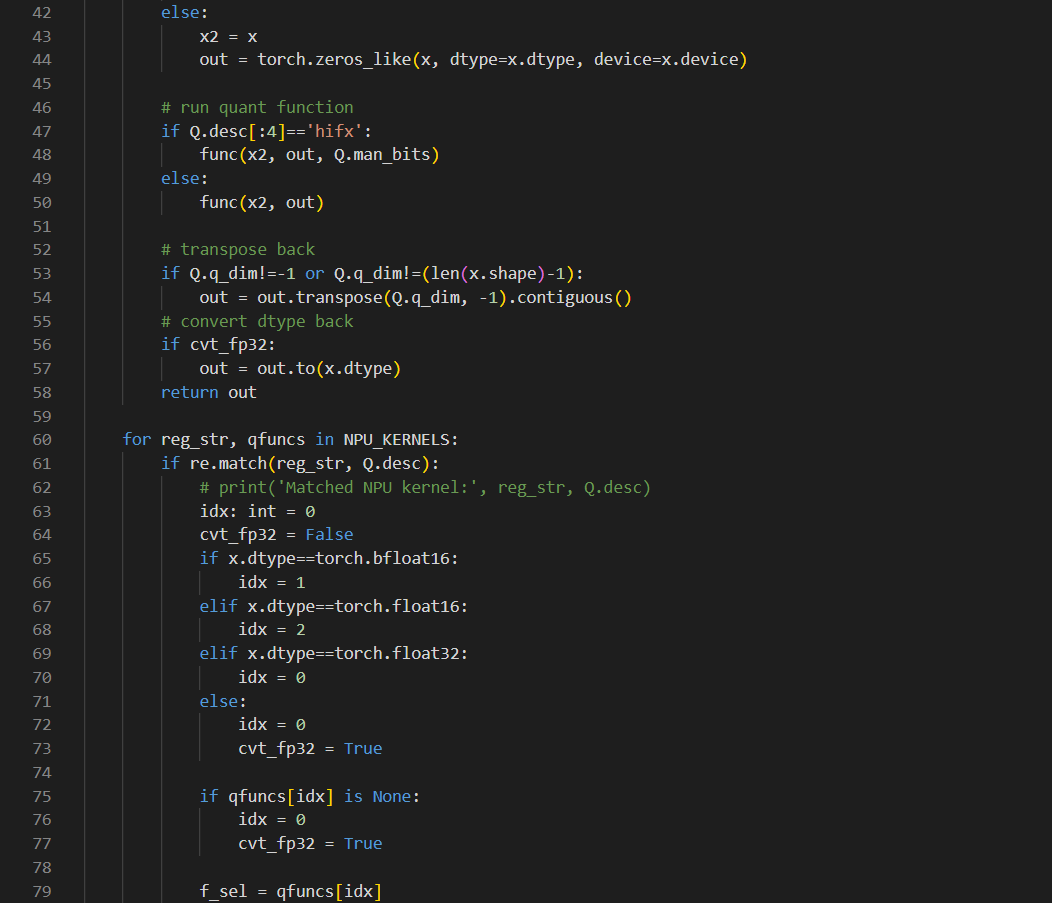 42 else:
43 x2 = x
44 out = torch.zeros_like(x, dtype=x.dtype, device=x.device)
45
46 # run quant function
47 if Q.desc[:4]=='hifx':
48 func(x2, out, Q.man_bits)
49 else:
50 func(x2, out)
51
52 # transpose back
53 if Q.q_dim!=-1 or Q.q_dim!=(len(x.shape)-1):
54 out = out.transpose(Q.q_dim, -1).contiguous()
55 # convert dtype back
56 if cvt_fp32:
57 out = out.to(x.dtype)
58 return out
59
60 for reg_str, qfuncs in NPU_KERNELS:
61 if re.match(reg_str, Q.desc):
62 # print('Matched NPU kernel:', reg_str, Q.desc)
63 idx: int = 0
64 cvt_fp32 = False
65 if x.dtype==torch.bfloat16:
66 idx = 1
67 elif x.dtype==torch.float16:
68 idx = 2
69 elif x.dtype==torch.float32:
70 idx = 0
71 else:
72 idx = 0
73 cvt_fp32 = True
74
75 if qfuncs[idx] is None:
76 idx = 0
77 cvt_fp32 = True
78
79 f_sel = qfuncs[idx]